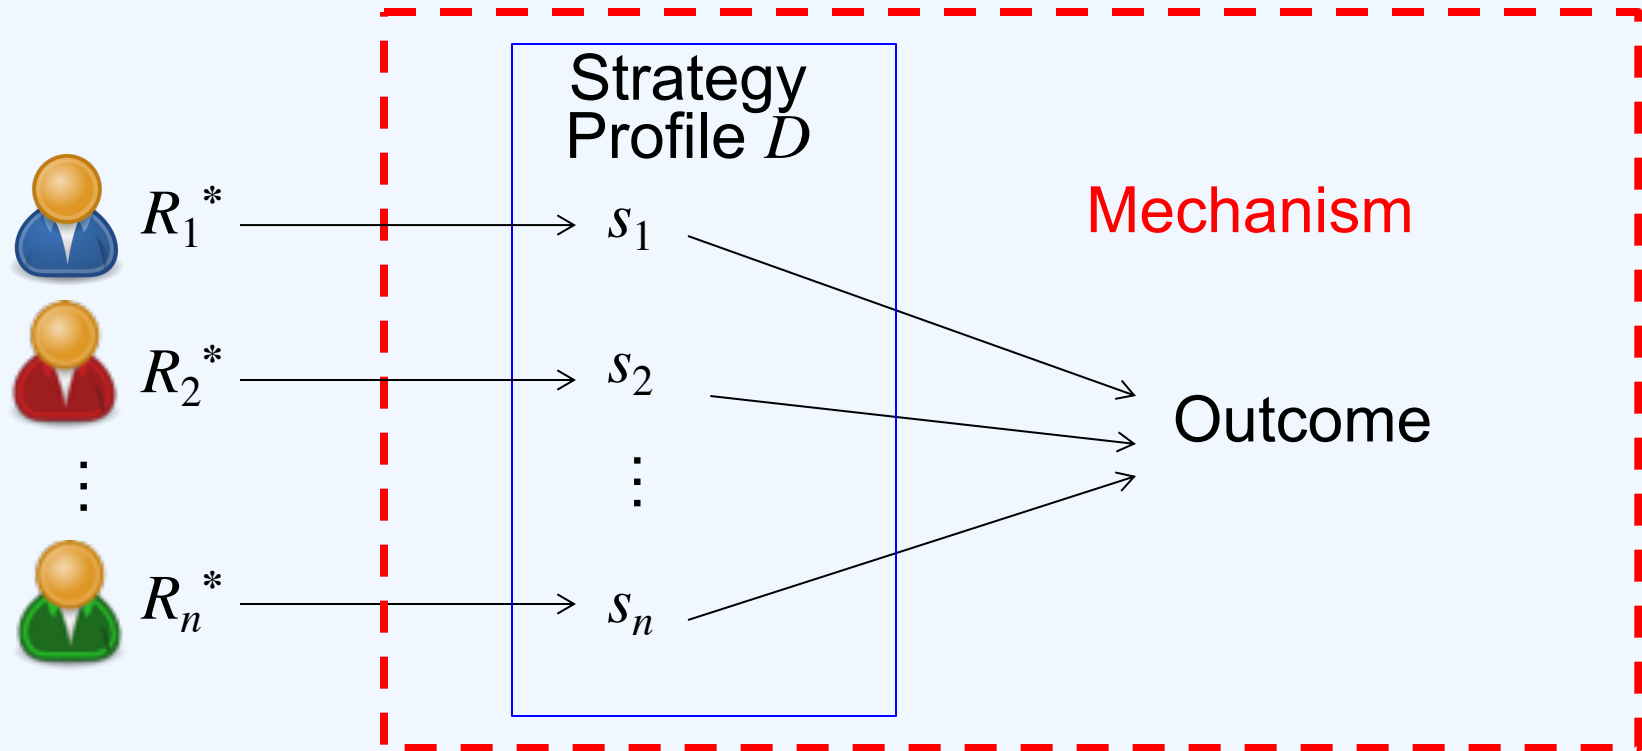 Strategy
Profile D
Mechanism
R₁* s₁
R₂* s₂
Outcome
⋮ ⋮
Rₙ* sₙ